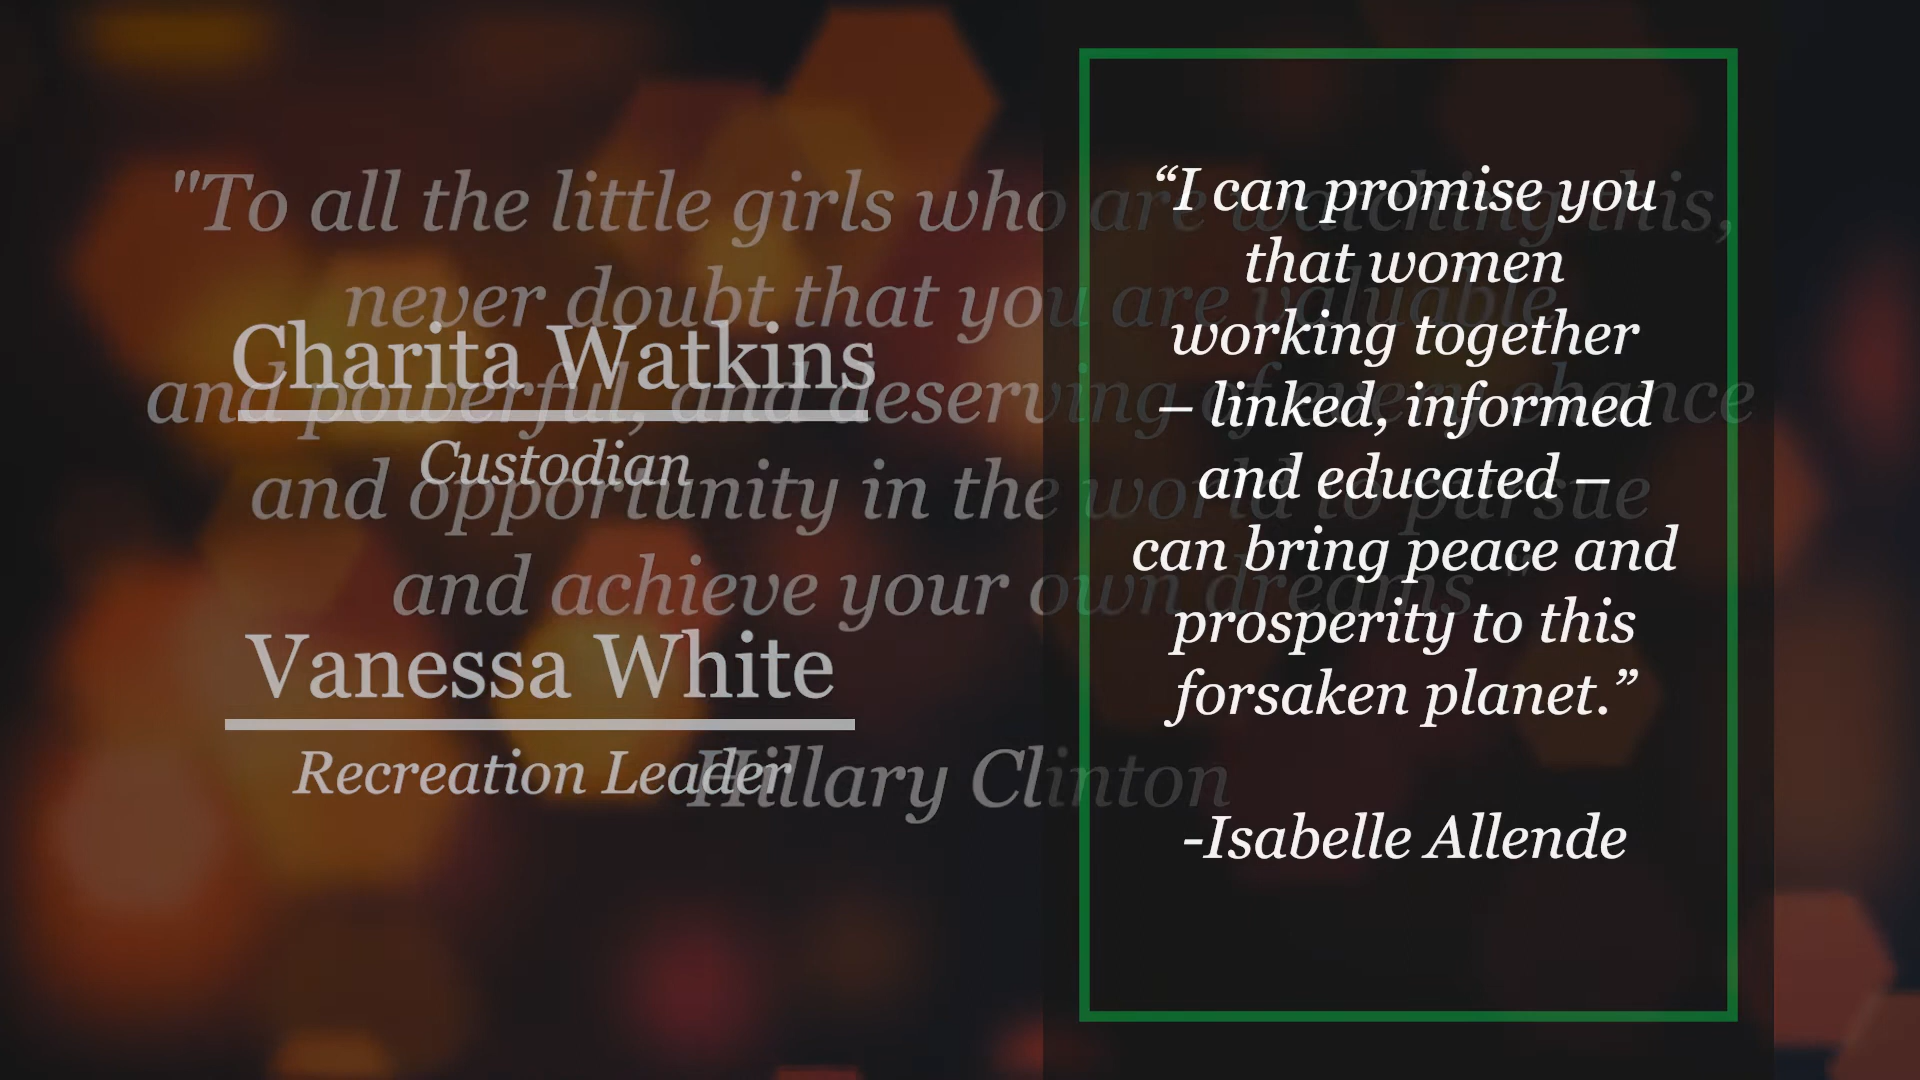 "To all the little girls who are watching this,
never doubt that you are valuable
and powerful, and deserving of every chance
and opportunity in the world to pursue
and achieve your own dreams."
Hillary Clinton
Charita Watkins
Custodian
Vanessa White
Recreation Leader
“I can promise you
that women
working together
– linked, informed
and educated –
can bring peace and
prosperity to this
forsaken planet.”
-Isabelle Allende